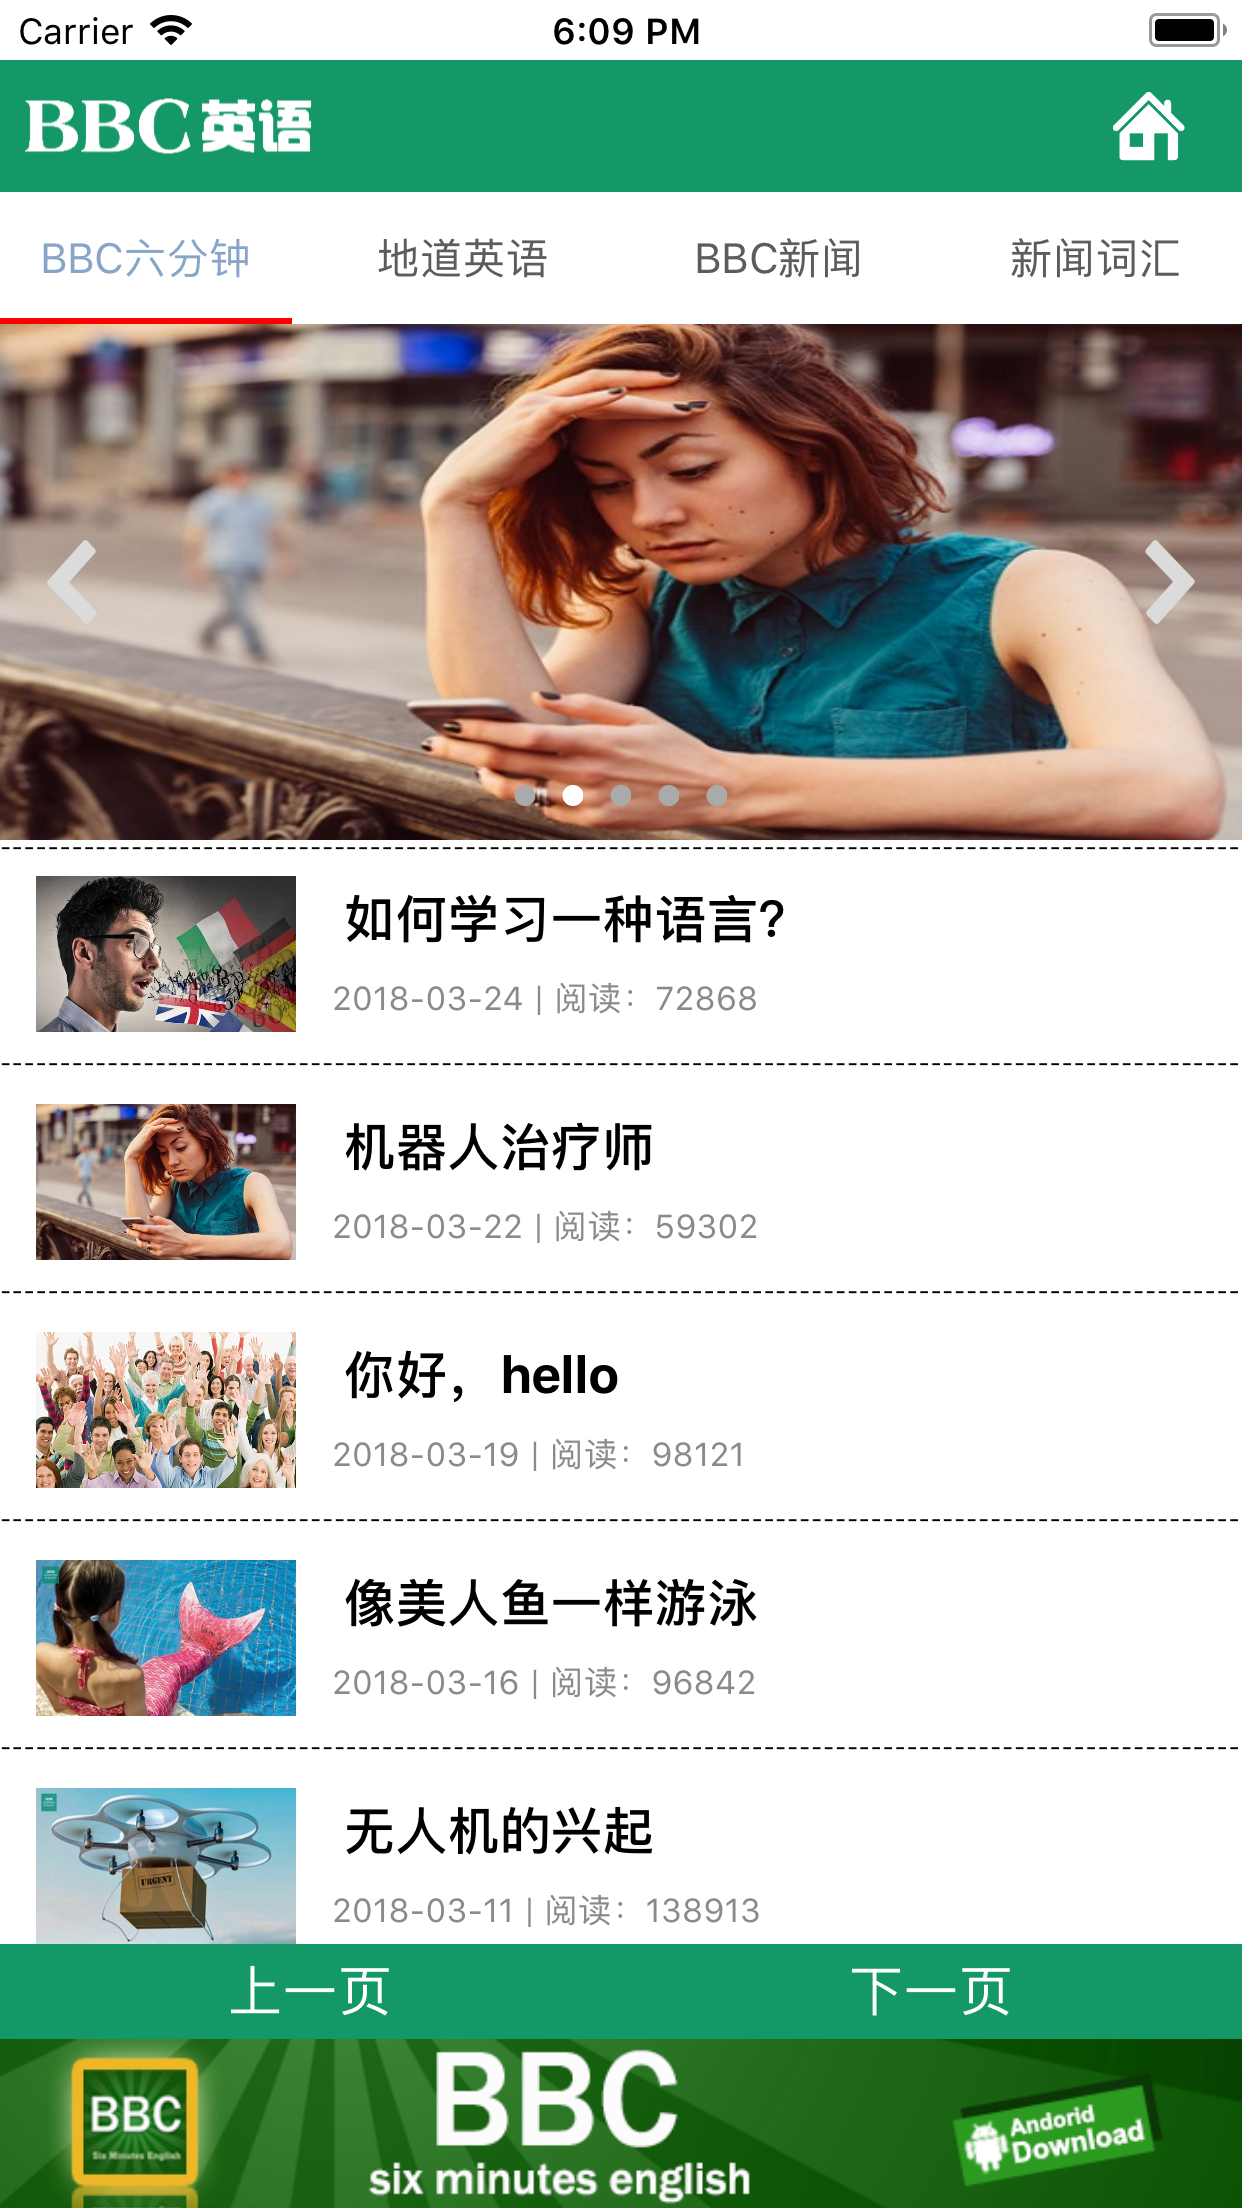 Carrier 6:09 PM
BBC英语
BBC六分钟 地道英语 BBC新闻 新闻词汇
如何学习一种语言?
2018-03-24 | 阅读：72868
机器人治疗师
2018-03-22 | 阅读：59302
你好，hello
2018-03-19 | 阅读：98121
像美人鱼一样游泳
2018-03-16 | 阅读：96842
URGENT
无人机的兴起
2018-03-11 | 阅读：138913
上一页 下一页
BBC
Six Minutes English
BBC
six minutes english
Andorid
Download